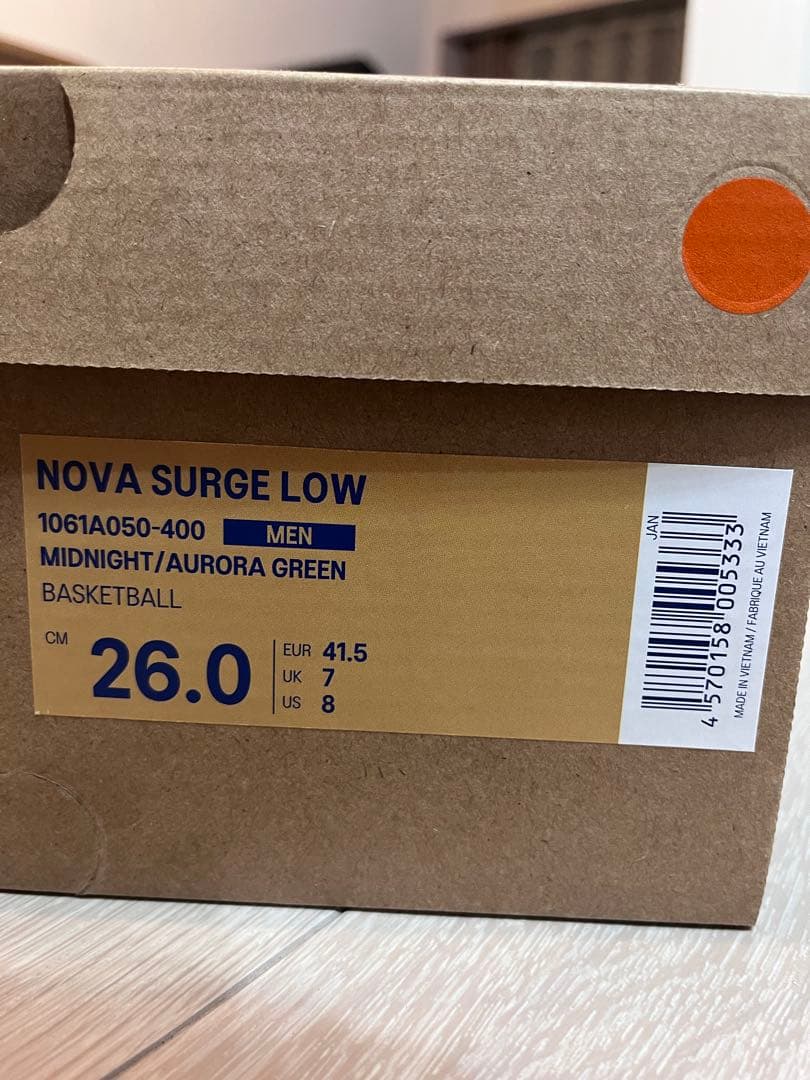 NOVA SURGE LOW
1061A050-400 MEN
MIDNIGHT/AURORA GREEN
BASKETBALL
CM 26.0
EUR 41.5
UK 7
US 8
JAN
4 570158 005333
MADE IN VIETNAM / FABRIQUE AU VIETNAM